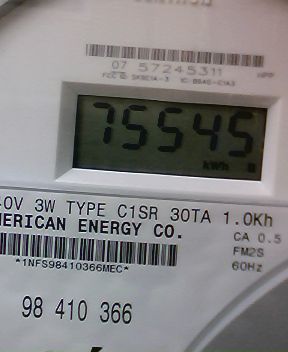 07 57245311
75545
kWh
0V 3W TYPE C1SR 30TA 1.0Kh
MERICAN ENERGY CO.
CA 0.5
FM2S
*1NFS98410366MEC*
60Hz
98 410 366